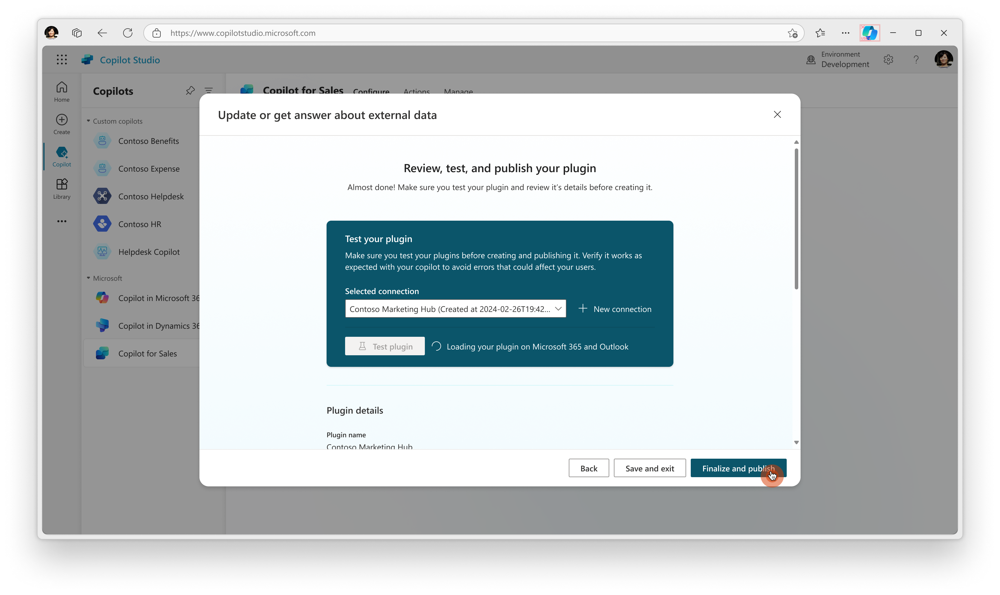 https://www.copilotstudio.microsoft.com
Copilot Studio
Environment
Development
Home
Create
Copilot
Library
Copilots
Custom copilots
Contoso Benefits
Contoso Expense
Contoso Helpdesk
Contoso HR
Helpdesk Copilot
Microsoft
Copilot in Microsoft 36
Copilot in Dynamics 36
Copilot for Sales
Copilot for Sales Configure Actions Manage
Update or get answer about external data
Review, test, and publish your plugin
Almost done! Make sure you test your plugin and review it’s details before creating it.
Test your plugin
Make sure you test your plugins before creating and publishing it. Verify it works as
expected with your copilot to avoid errors that could affect your users.
Selected connection
Contoso Marketing Hub (Created at 2024-02-26T19:42...
New connection
Test plugin
Loading your plugin on Microsoft 365 and Outlook
Plugin details
Plugin name
Contoso Marketing Hub
Back
Save and exit
Finalize and publish